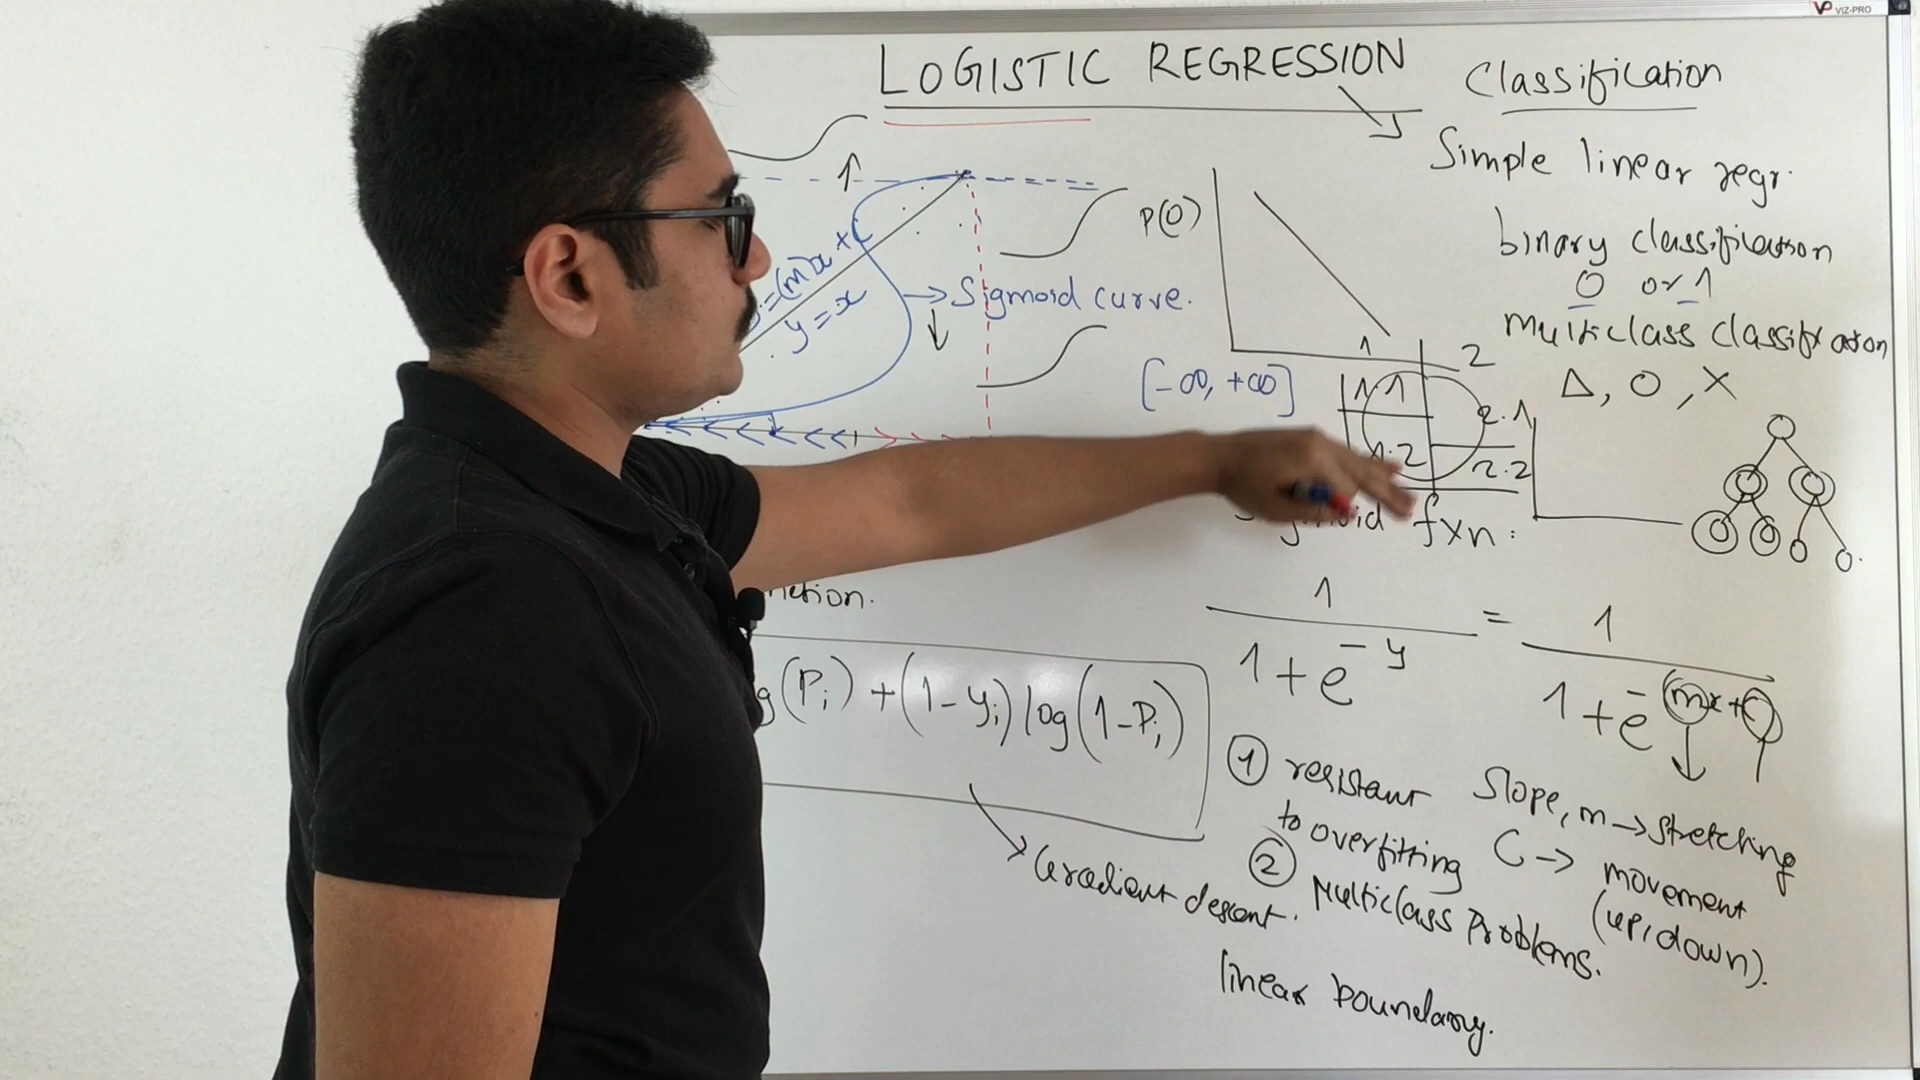 VP VIZ-PRO
LOGISTIC REGRESSION
Classification
Simple linear regr.
binary classification
0 or 1
Multiclass classification
Δ, O, X
P(0)
y = (m)x +
y = x
→ Sigmoid curve.
[-∞, +∞]
1
2
1.1
2.1
1.2
2.2
Sigmoid fxn:
1 / 1 + e^-y = 1 / 1 + e^-(mx + c)
g(Pi) + (1 - yi) log(1 - Pi)
Gradient descent.
① resistant
to overfitting
② Multiclass Problems.
linear boundary.
Slope, m → stretching
C → movement
(up, down).